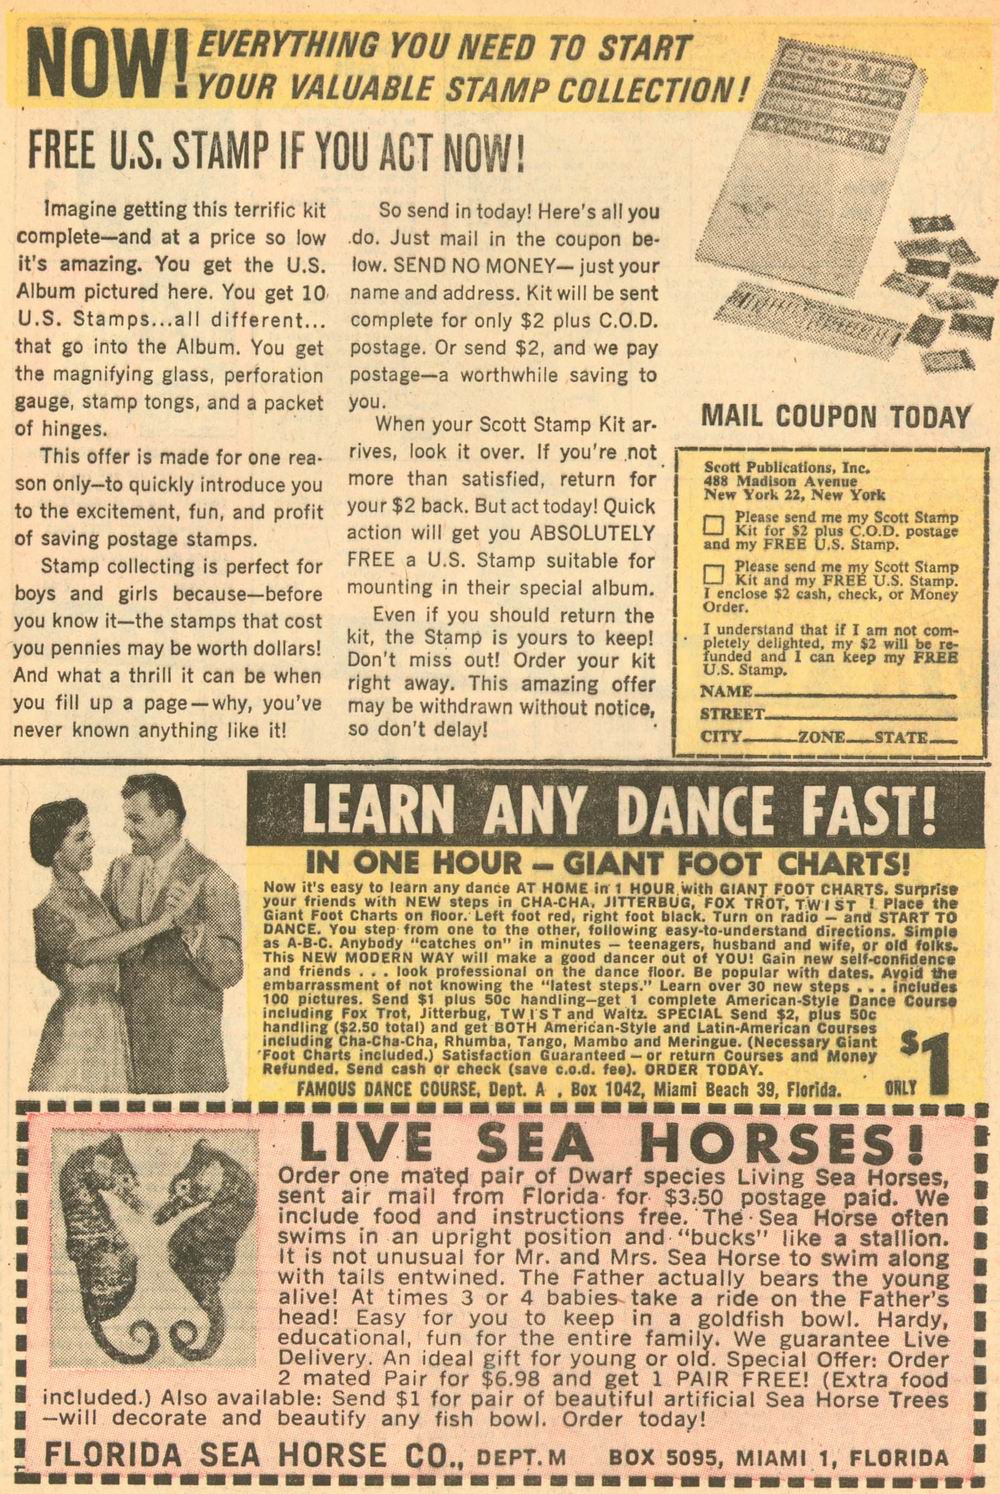 NOW! EVERYTHING YOU NEED TO START
YOUR VALUABLE STAMP COLLECTION!
FREE U.S. STAMP IF YOU ACT NOW!
Imagine getting this terrific kit
complete—and at a price so low
it's amazing. You get the U.S.
Album pictured here. You get 10
U.S. Stamps...all different...
that go into the Album. You get
the magnifying glass, perforation
gauge, stamp tongs, and a packet
of hinges.
This offer is made for one rea-
son only—to quickly introduce you
to the excitement, fun, and profit
of saving postage stamps.
Stamp collecting is perfect for
boys and girls because—before
you know it—the stamps that cost
you pennies may be worth dollars!
And what a thrill it can be when
you fill up a page—why, you've
never known anything like it!
So send in today! Here's all you
do. Just mail in the coupon be-
low. SEND NO MONEY— just your
name and address. Kit will be sent
complete for only $2 plus C.O.D.
postage. Or send $2, and we pay
postage—a worthwhile saving to
you.
When your Scott Stamp Kit ar-
rives, look it over. If you're not
more than satisfied, return for
your $2 back. But act today! Quick
action will get you ABSOLUTELY
FREE a U.S. Stamp suitable for
mounting in their special album.
Even if you should return the
kit, the Stamp is yours to keep!
Don't miss out! Order your kit
right away. This amazing offer
may be withdrawn without notice,
so don't delay!
SCOTT'S
MAIL COUPON TODAY
Scott Publications, Inc.
488 Madison Avenue
New York 22, New York
Please send me my Scott Stamp
Kit for $2 plus C.O.D. postage
and my FREE U.S. Stamp.
Please send me my Scott Stamp
Kit and my FREE U.S. Stamp.
I enclose $2 cash, check, or Money
Order.
I understand that if I am not com-
pletely delighted, my $2 will be re-
funded and I can keep my FREE
U.S. Stamp.
NAME
STREET
CITY ZONE STATE
LEARN ANY DANCE FAST!
IN ONE HOUR – GIANT FOOT CHARTS!
Now it's easy to learn any dance AT HOME in 1 HOUR with GIANT FOOT CHARTS. Surprise
your friends with NEW steps in CHA-CHA, JITTERBUG, FOX TROT, TWIST ! Place the
Giant Foot Charts on floor. Left foot red, right foot black. Turn on radio – and START TO
DANCE. You step from one to the other, following easy-to-understand directions. Simple
as A-B-C. Anybody “catches on” in minutes – teenagers, husband and wife, or old folks.
This NEW MODERN WAY will make a good dancer out of YOU! Gain new self-confidence
and friends . . . look professional on the dance floor. Be popular with dates. Avoid the
embarrassment of not knowing the “latest steps.” Learn over 30 new steps . . . includes
100 pictures. Send $1 plus 50c handling—get 1 complete American-Style Dance Course
including Fox Trot, Jitterbug, TWIST and Waltz. SPECIAL Send $2, plus 50c
handling ($2.50 total) and get BOTH American-Style and Latin-American Courses
including Cha-Cha-Cha, Rhumba, Tango, Mambo and Meringue. (Necessary Giant
Foot Charts included.) Satisfaction Guaranteed – or return Courses and Money
Refunded. Send cash or check (save c.o.d. fee). ORDER TODAY.
FAMOUS DANCE COURSE, Dept. A , Box 1042, Miami Beach 39, Florida.
ONLY $1
LIVE SEA HORSES!
Order one mated pair of Dwarf species Living Sea Horses,
sent air mail from Florida for $3.50 postage paid. We
include food and instructions free. The Sea Horse often
swims in an upright position and “bucks” like a stallion.
It is not unusual for Mr. and Mrs. Sea Horse to swim along
with tails entwined. The Father actually bears the young
alive! At times 3 or 4 babies take a ride on the Father's
head! Easy for you to keep in a goldfish bowl. Hardy,
educational, fun for the entire family. We guarantee Live
Delivery. An ideal gift for young or old. Special Offer: Order
2 mated Pair for $6.98 and get 1 PAIR FREE! (Extra food
included.) Also available: Send $1 for pair of beautiful artificial Sea Horse Trees
—will decorate and beautify any fish bowl. Order today!
FLORIDA SEA HORSE CO., DEPT. M BOX 5095, MIAMI 1, FLORIDA